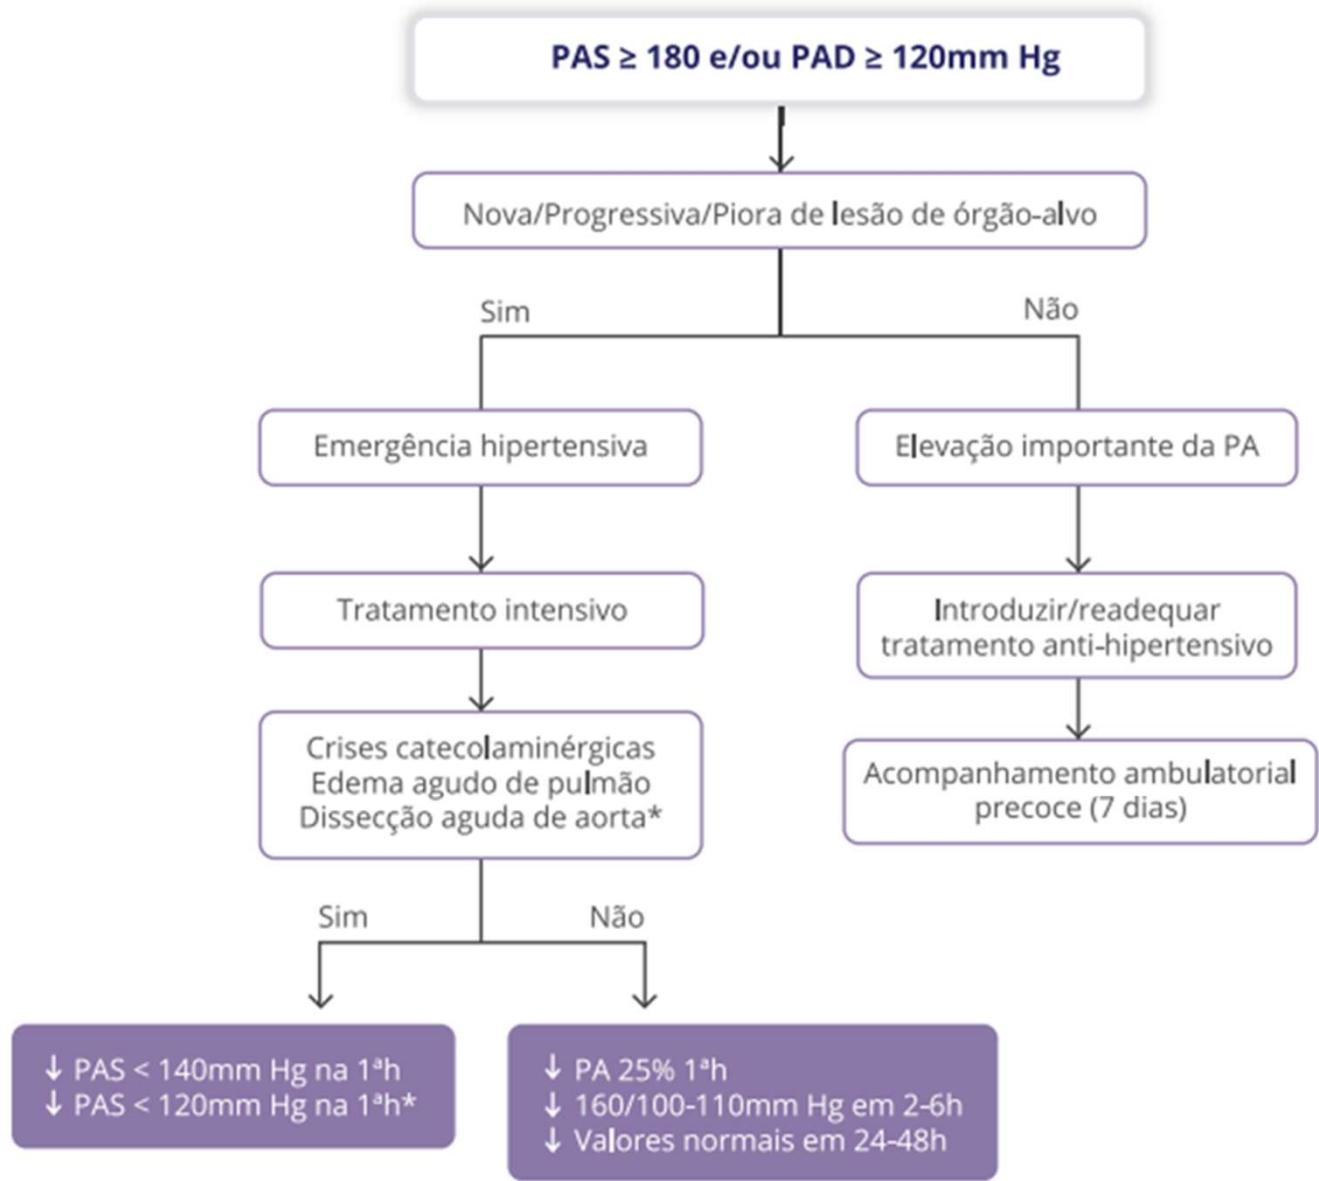 PAS ≥ 180 e/ou PAD ≥ 120mm Hg
Nova/Progressiva/Piora de lesão de órgão-alvo
Sim
Não
Emergência hipertensiva
Elevação importante da PA
Tratamento intensivo
Introduzir/readequar
tratamento anti-hipertensivo
Crises catecolaminérgicas
Edema agudo de pulmão
Dissecção aguda de aorta*
Acompanhamento ambulatorial
precoce (7 dias)
Sim
Não
↓ PAS < 140mm Hg na 1ªh
↓ PAS < 120mm Hg na 1ªh*
↓ PA 25% 1ªh
↓ 160/100-110mm Hg em 2-6h
↓ Valores normais em 24-48h